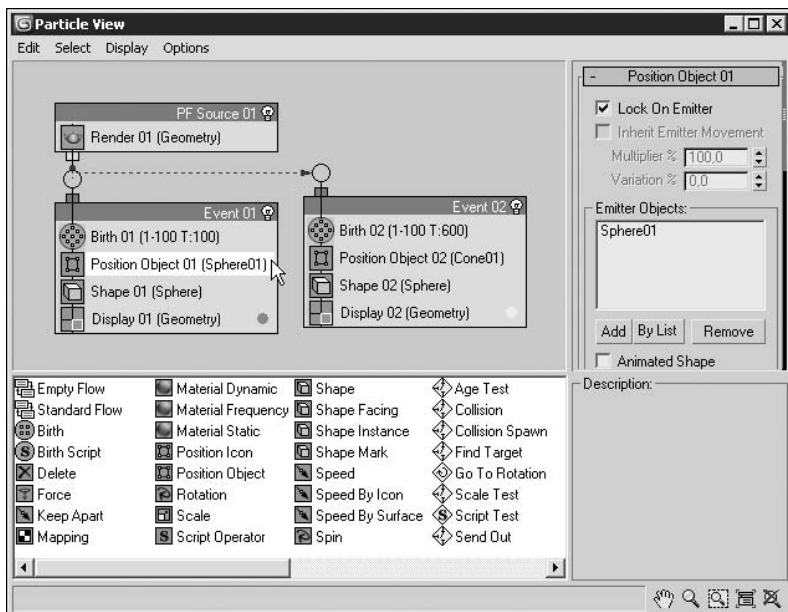 Particle View
Edit Select Display Options
PF Source 01
Render 01 (Geometry)
Event 01
Birth 01 (1-100 T:100)
Position Object 01 (Sphere01)
Shape 01 (Sphere)
Display 01 (Geometry)
Event 02
Birth 02 (1-100 T:600)
Position Object 02 (Cone01)
Shape 02 (Sphere)
Display 02 (Geometry)
- Position Object 01
Lock On Emitter
Inherit Emitter Movement
Multiplier % 100,0
Variation % 0,0
Emitter Objects:
Sphere01
Add By List Remove
Animated Shape
Empty Flow
Standard Flow
Birth
Birth Script
Delete
Force
Keep Apart
Mapping
Material Dynamic
Material Frequency
Material Static
Position Icon
Position Object
Rotation
Scale
Script Operator
Shape
Shape Facing
Shape Instance
Shape Mark
Speed
Speed By Icon
Speed By Surface
Spin
Age Test
Collision
Collision Spawn
Find Target
Go To Rotation
Scale Test
Script Test
Send Out
Description: